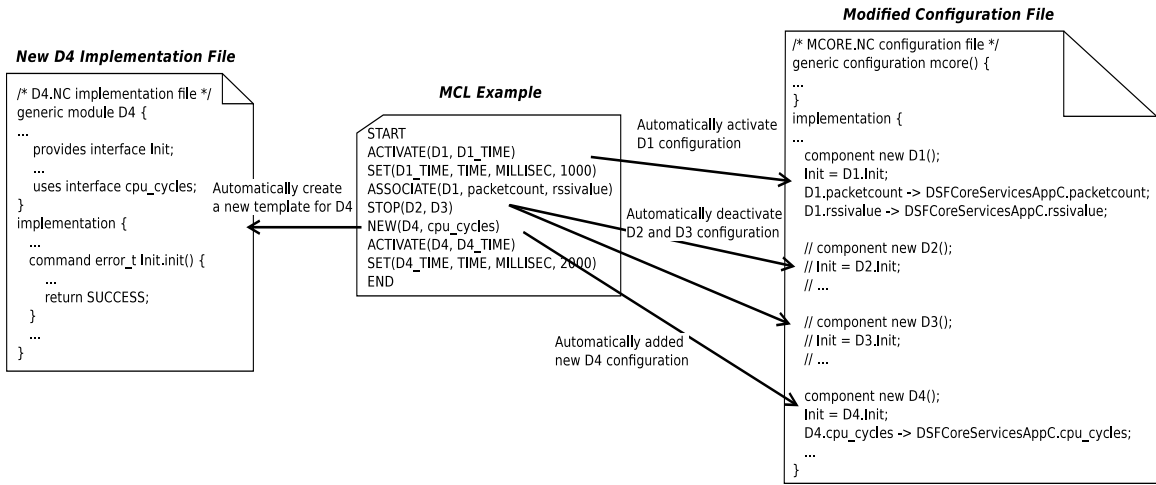 New D4 Implementation File
/* D4.NC implementation file */
generic module D4 {
...
provides interface Init;
...
uses interface cpu_cycles;
}
implementation {
...
command error_t Init.init() {
...
return SUCCESS;
}
...
}
Automatically create
a new template for D4
MCL Example
START
ACTIVATE(D1, D1_TIME)
SET(D1_TIME, TIME, MILLISEC, 1000)
ASSOCIATE(D1, packetcount, rssivalue)
STOP(D2, D3)
NEW(D4, cpu_cycles)
ACTIVATE(D4, D4_TIME)
SET(D4_TIME, TIME, MILLISEC, 2000)
END
Automatically activate
D1 configuration
Automatically deactivate
D2 and D3 configuration
Automatically added
new D4 configuration
Modified Configuration File
/* MCORE.NC configuration file */
generic configuration mcore() {
...
}
implementation {
...
component new D1();
Init = D1.Init;
D1.packetcount -> DSFCoreServicesAppC.packetcount;
D1.rssivalue -> DSFCoreServicesAppC.rssivalue;
// component new D2();
// Init = D2.Init;
// ...
// component new D3();
// Init = D3.Init;
// ...
component new D4();
Init = D4.Init;
D4.cpu_cycles -> DSFCoreServicesAppC.cpu_cycles;
...
}